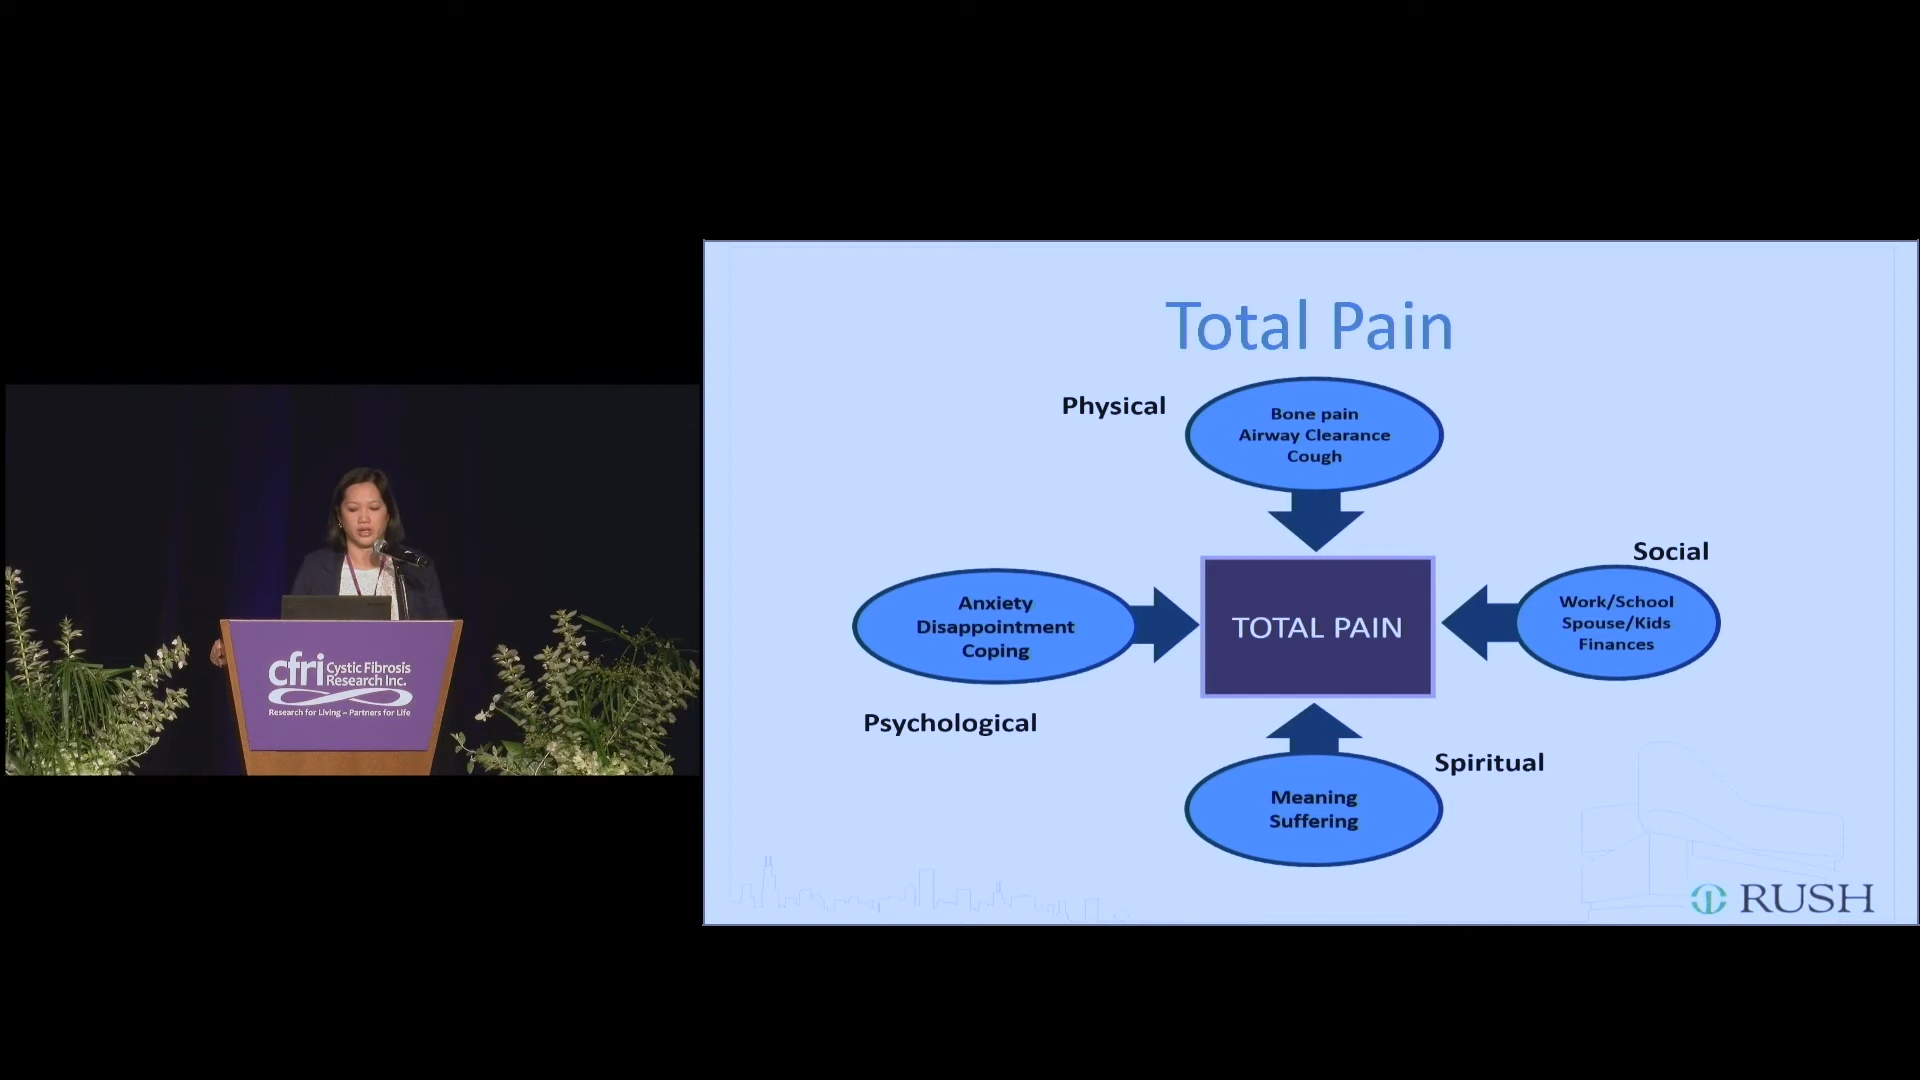 cfri Cystic Fibrosis
Research Inc.
Research for Living ~ Partners for Life
Total Pain
Physical
Bone pain
Airway Clearance
Cough
Social
Work/School
Spouse/Kids
Finances
Anxiety
Disappointment
Coping
Psychological
TOTAL PAIN
Spiritual
Meaning
Suffering
RUSH